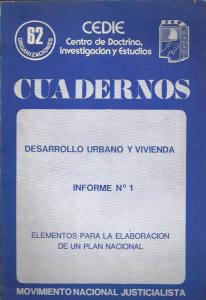 62
ORGANIZACIONES
CEDIE
Centro de Doctrina,
Investigación y Estudios
CUADERNOS
DESARROLLO URBANO Y VIVIENDA
INFORME Nº 1
ELEMENTOS PARA LA ELABORACION
DE UN PLAN NACIONAL
MOVIMIENTO NACIONAL JUSTICIALISTA